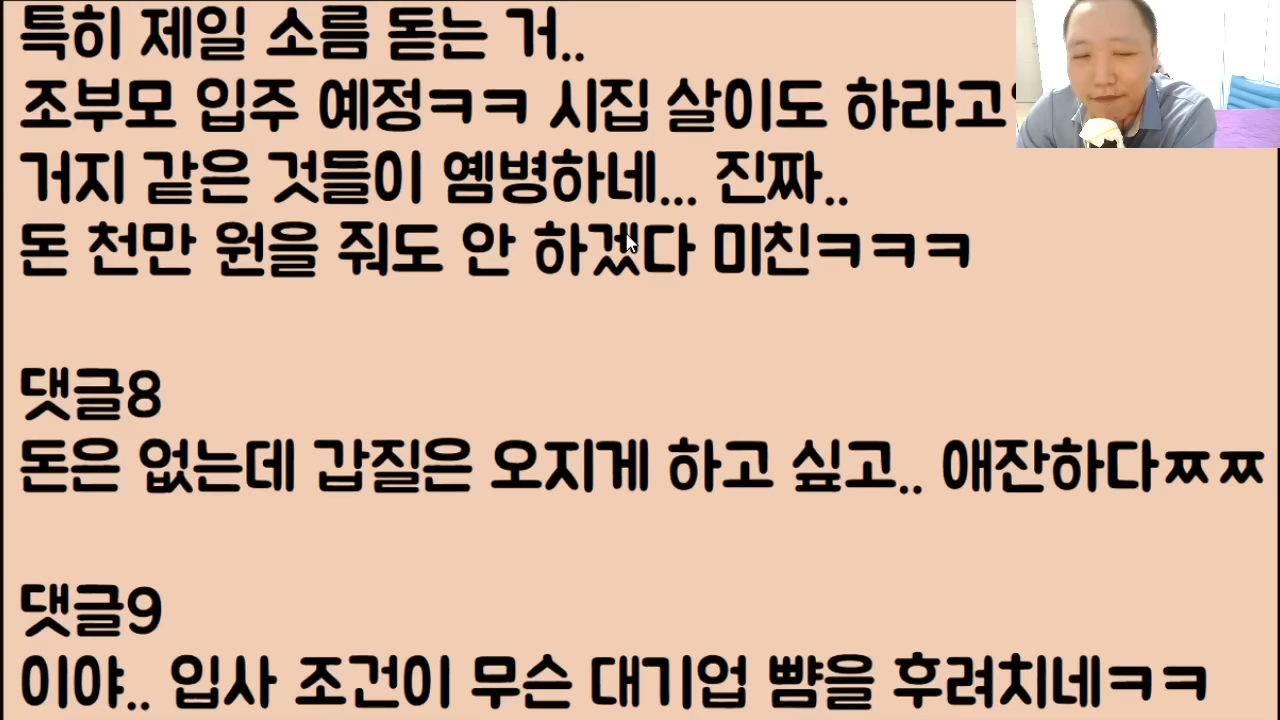 특히 제일 소름 돋는 거..
조부모 입주 예정ㅋㅋ 시집 살이도 하라고
거지 같은 것들이 옘병하네... 진짜..
돈 천만 원을 줘도 안 하겠다 미친ㅋㅋㅋ
댓글8
돈은 없는데 갑질은 오지게 하고 싶고.. 애잔하다ㅉㅉ
댓글9
이야.. 입사 조건이 무슨 대기업 뺨을 후려치네ㅋㅋ